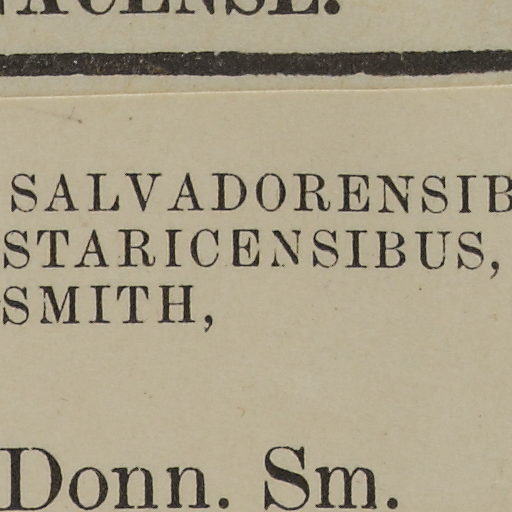 SALVADORENSIB
STARICENSIBUS,
SMITH,
Donn. Sm.